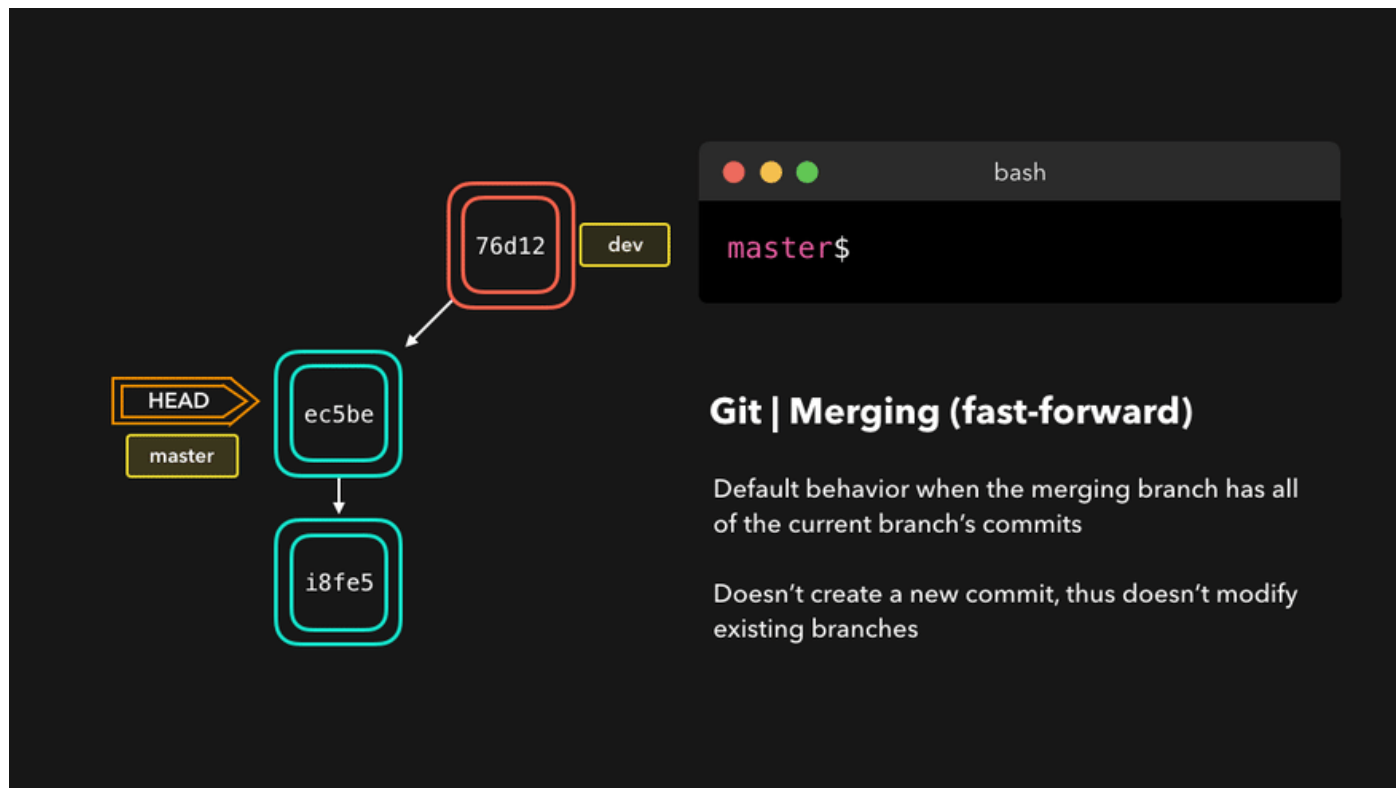 bash
76d12
dev
master$
HEAD
ec5be
master
Git | Merging (fast-forward)
Default behavior when the merging branch has all
of the current branch’s commits
i8fe5
Doesn’t create a new commit, thus doesn’t modify
existing branches